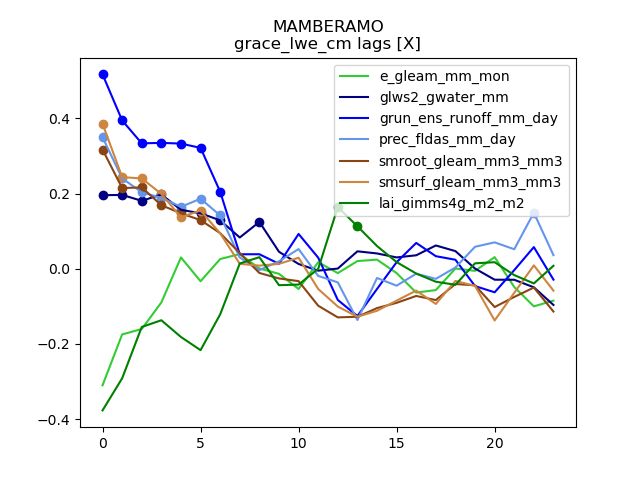 MAMBERAMO
grace_lwe_cm lags [X]
e_gleam_mm_mon
glws2_gwater_mm
grun_ens_runoff_mm_day
prec_fldas_mm_day
smroot_gleam_mm3_mm3
smsurf_gleam_mm3_mm3
lai_gimms4g_m2_m2
0.4
0.2
0.0
−0.2
−0.4
0 5 10 15 20